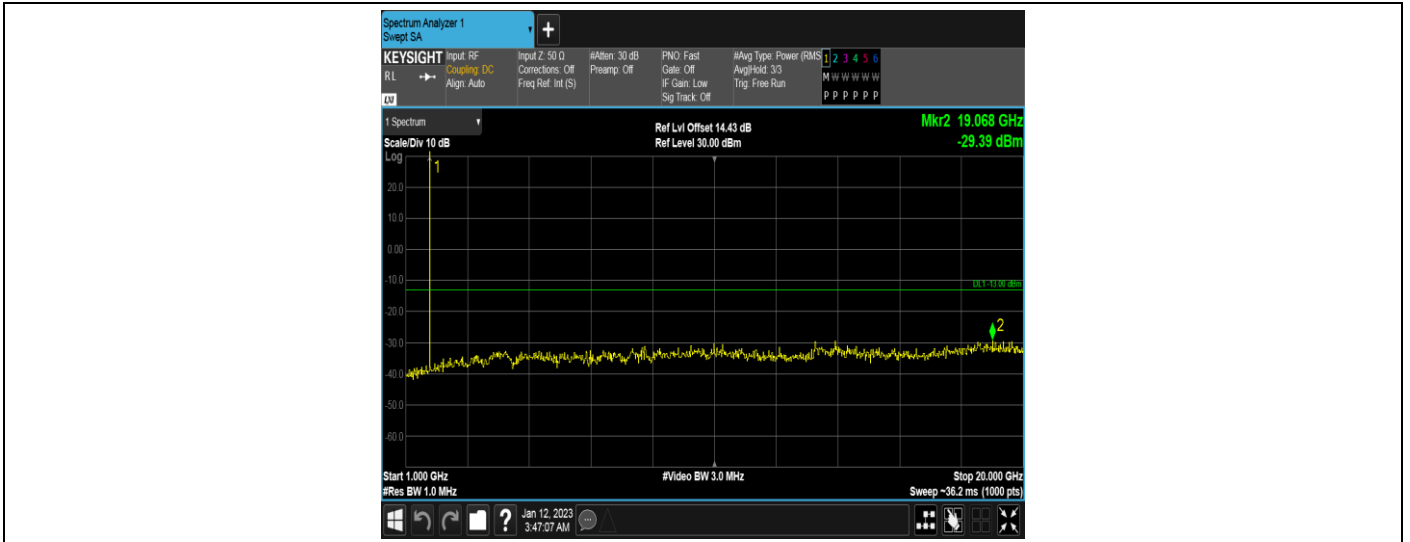 Spectrum Analyzer 1
Swept SA
+
KEYSIGHT
RL
LXI
Input: RF
Coupling: DC
Align: Auto
Input Z: 50 Ω
Corrections: Off
Freq Ref: Int (S)
#Atten: 30 dB
Preamp: Off
PNO: Fast
Gate: Off
IF Gain: Low
Sig Track: Off
#Avg Type: Power (RMS
Avg|Hold: 3/3
Trig: Free Run
1 2 3 4 5 6
M W W W W W
P P P P P P
1 Spectrum
Scale/Div 10 dB
Ref Lvl Offset 14.43 dB
Ref Level 30.00 dBm
Mkr2 19.068 GHz
-29.39 dBm
Log
1
20.0
10.0
0.00
-10.0
DL1 -13.00 dBm
-20.0
2
-30.0
-40.0
-50.0
-60.0
Start 1.000 GHz
#Video BW 3.0 MHz
Stop 20.000 GHz
#Res BW 1.0 MHz
Sweep ~36.2 ms (1000 pts)
?
Jan 12, 2023
3:47:07 AM